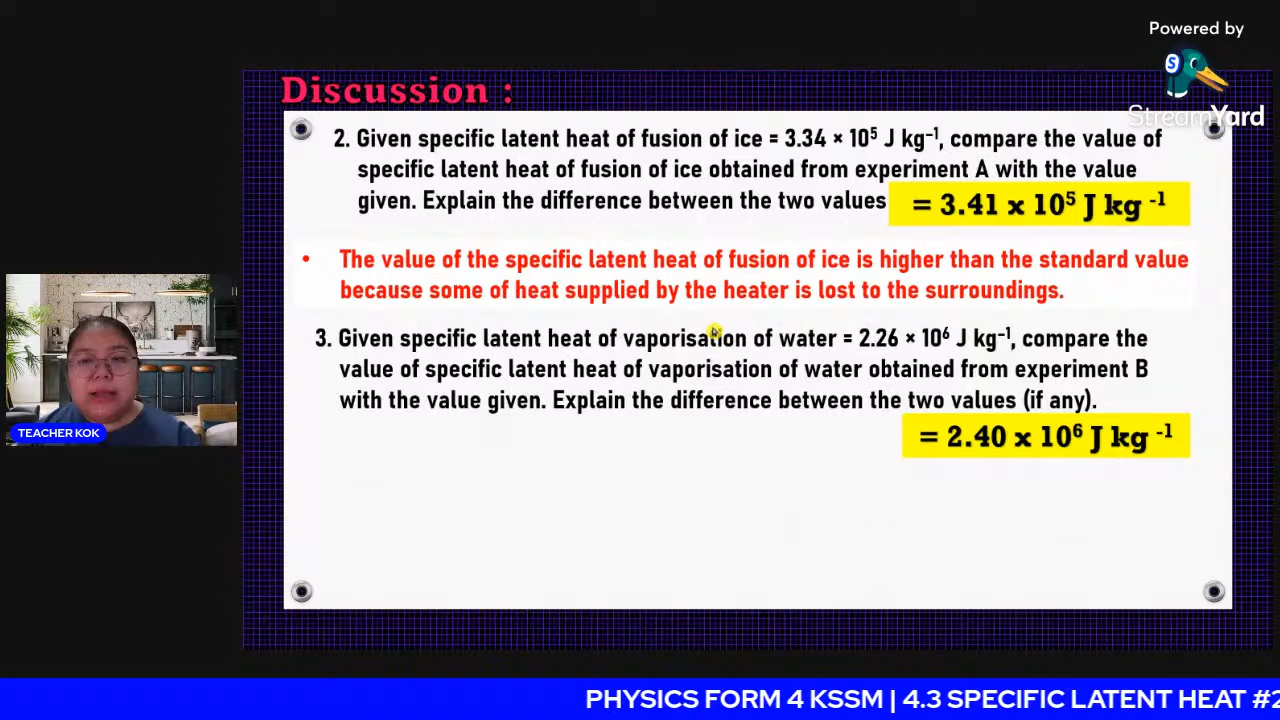 Powered by
StreamYard
Discussion :
2. Given specific latent heat of fusion of ice = 3.34 × 10⁵ J kg⁻¹, compare the value of
specific latent heat of fusion of ice obtained from experiment A with the value
given. Explain the difference between the two values
= 3.41 x 10⁵ J kg ⁻¹
• The value of the specific latent heat of fusion of ice is higher than the standard value
because some of heat supplied by the heater is lost to the surroundings.
3. Given specific latent heat of vaporisation of water = 2.26 × 10⁶ J kg⁻¹, compare the
value of specific latent heat of vaporisation of water obtained from experiment B
with the value given. Explain the difference between the two values (if any).
= 2.40 x 10⁶ J kg ⁻¹
TEACHER KOK
PHYSICS FORM 4 KSSM | 4.3 SPECIFIC LATENT HEAT #2